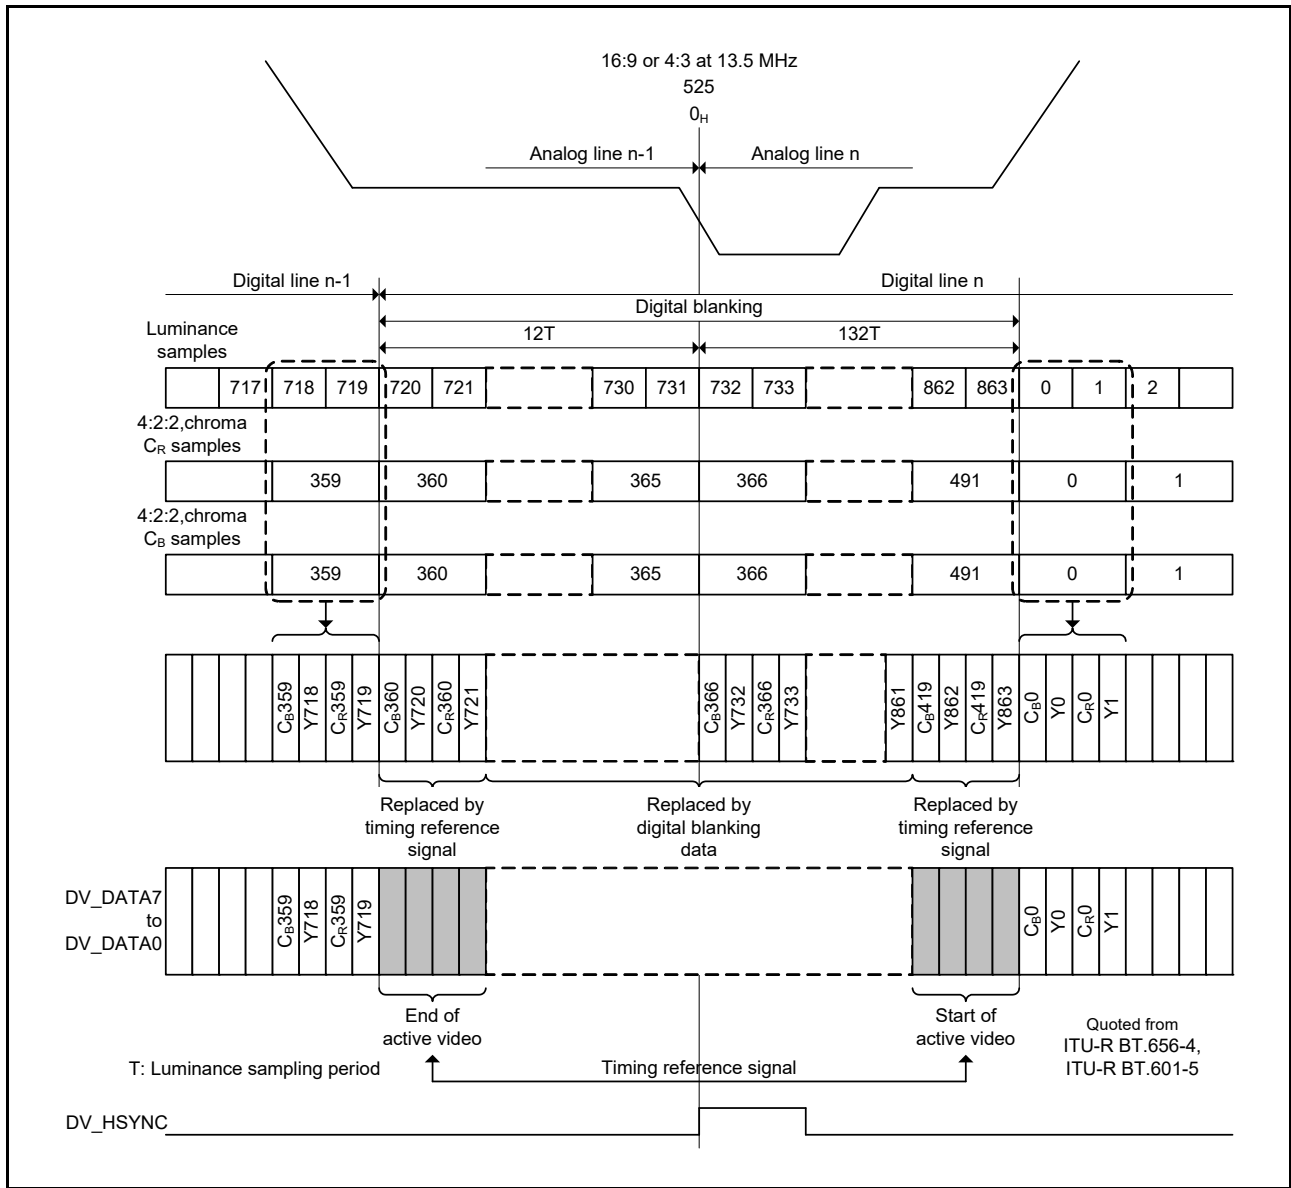 16:9 or 4:3 at 13.5 MHz
525
0H
Analog line n-1 Analog line n
Digital line n-1 Digital line n
Digital blanking
12T 132T
Luminance
samples
717 718 719 720 721 730 731 732 733 862 863 0 1 2
4:2:2,chroma
CR samples
359 360 365 366 491 0 1
4:2:2,chroma
CB samples
359 360 365 366 491 0 1
CB359 Y718 CR359 Y719 CB360 Y720 CR360 Y721 CB366 Y732 CR366 Y733 Y861 CB419 Y862 CR419 Y863 CB0 Y0 CR0 Y1
Replaced by
timing reference
signal
Replaced by
digital blanking
data
Replaced by
timing reference
signal
DV_DATA7
to
DV_DATA0
CB359 Y718 CR359 Y719 CB0 Y0 CR0 Y1
End of
active video
Start of
active video
Quoted from
ITU-R BT.656-4,
ITU-R BT.601-5
T: Luminance sampling period
Timing reference signal
DV_HSYNC